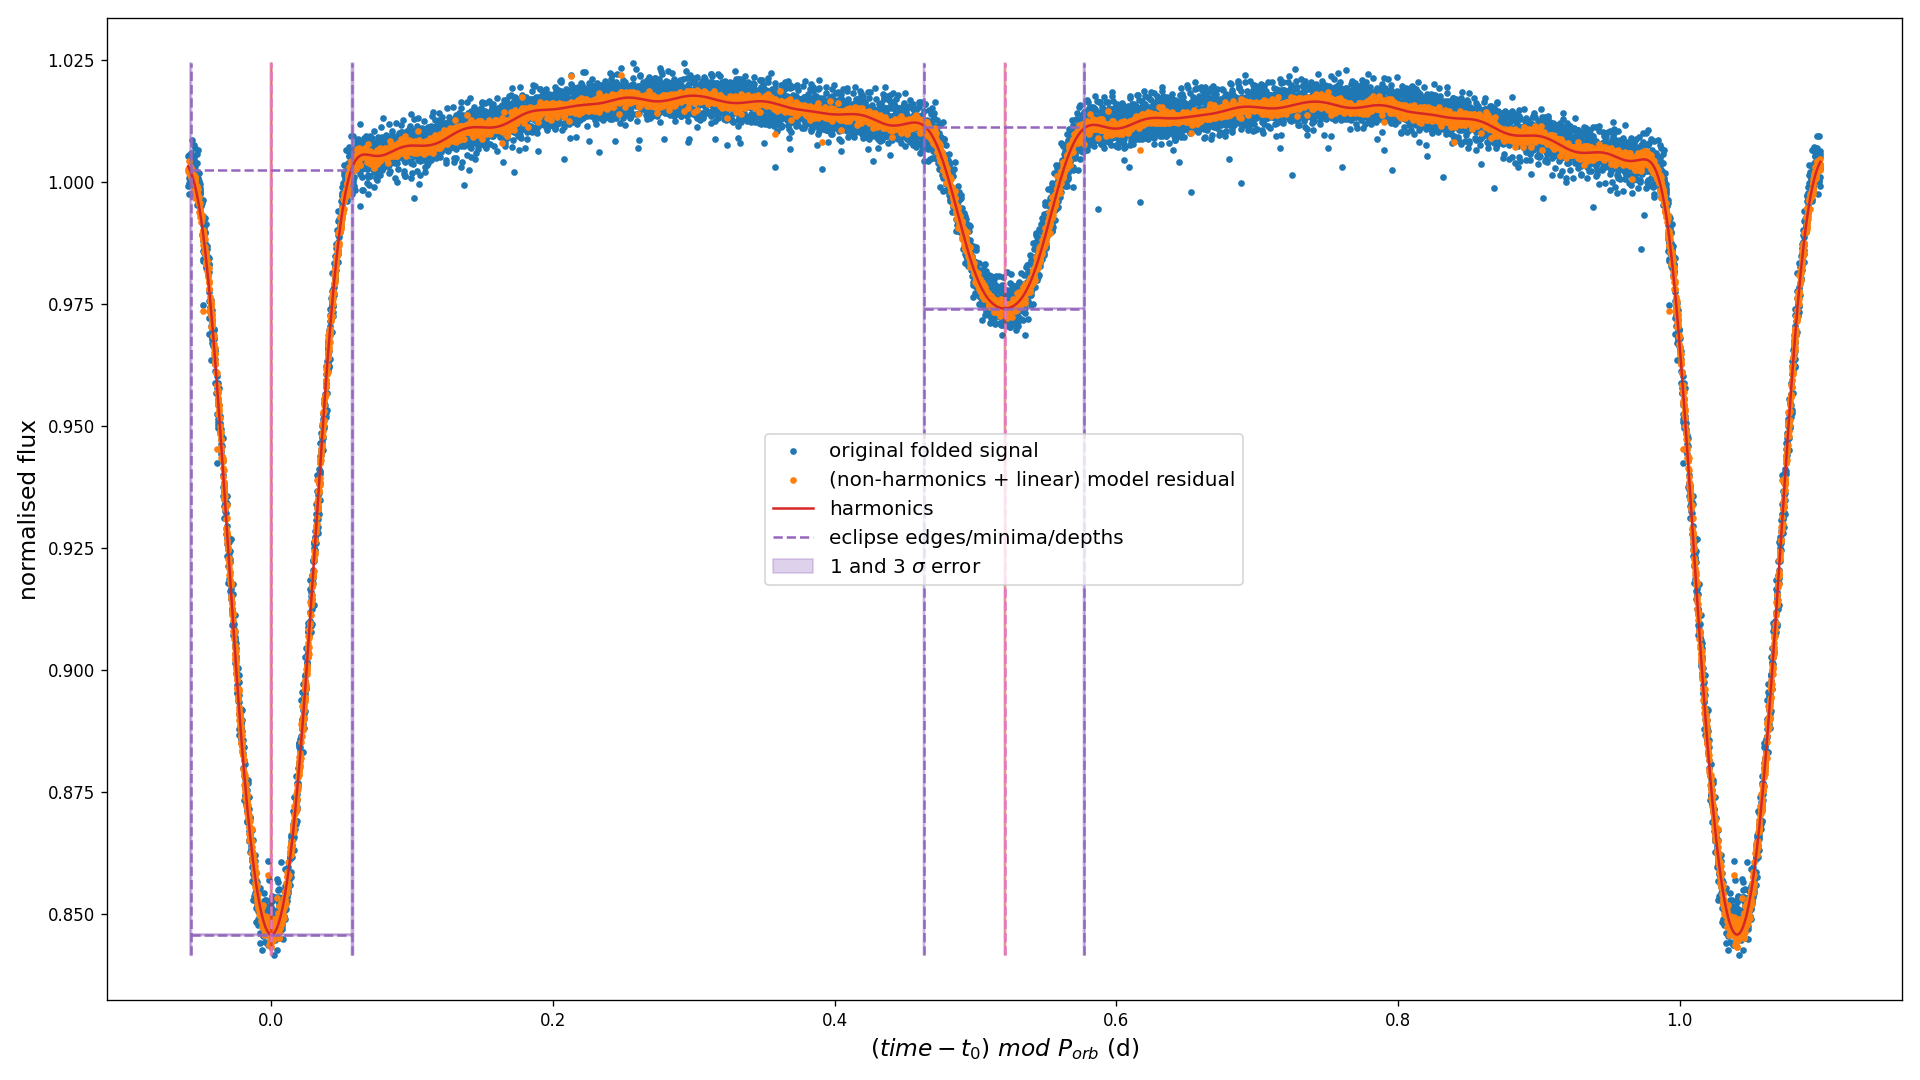 1.025
1.000
0.975
0.950
0.925
0.900
0.875
0.850
normalised flux
original folded signal
(non-harmonics + linear) model residual
harmonics
eclipse edges/minima/depths
1 and 3 σ error
0.0 0.2 0.4 0.6 0.8 1.0
(time − t₀) mod Pₒᵣb (d)